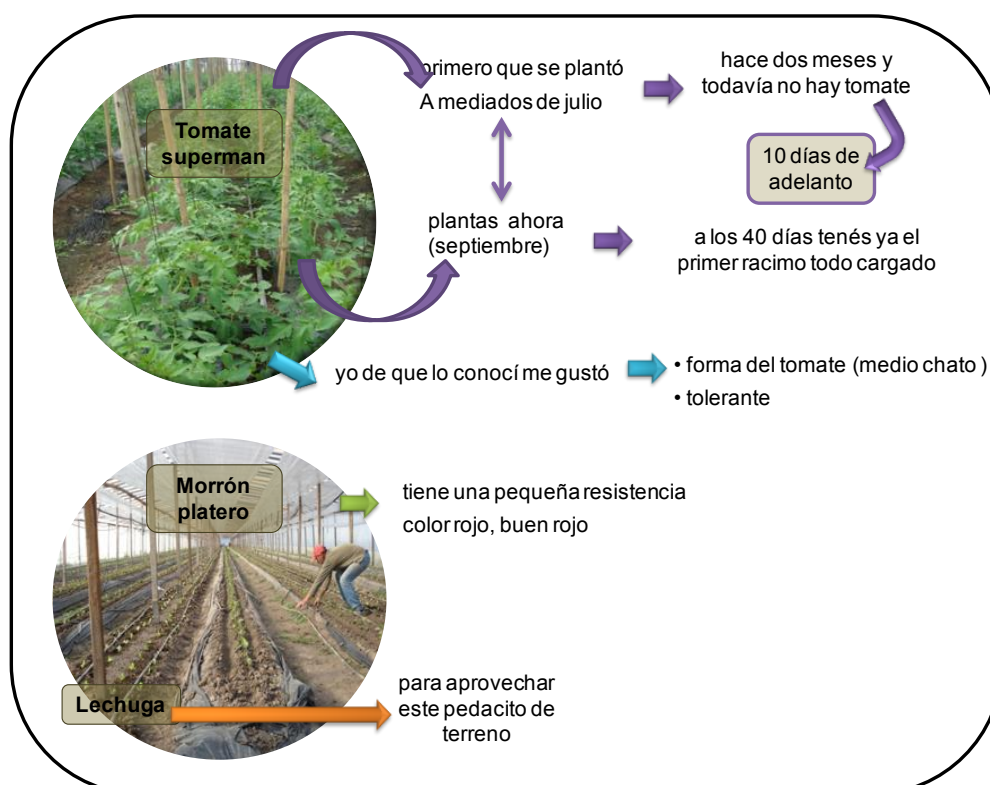 Tomate
superman
primero que se plantó
A mediados de julio
hace dos meses y
todavía no hay tomate
10 días de
adelanto
plantas ahora
(septiembre)
a los 40 días tenés ya el
primer racimo todo cargado
yo de que lo conocí me gustó
• forma del tomate (medio chato )
• tolerante
Morrón
platero
tiene una pequeña resistencia
color rojo, buen rojo
Lechuga
para aprovechar
este pedacito de
terreno